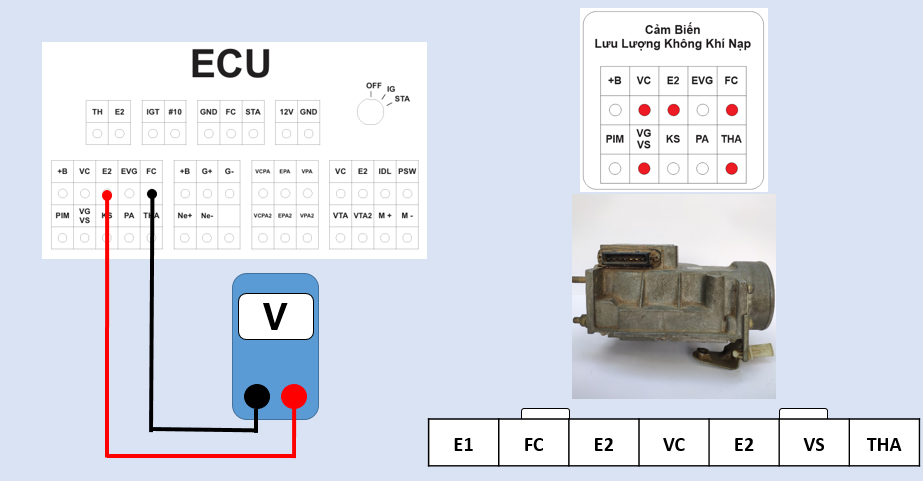 ECU
OFF
IG
STA
TH E2 IGT #10 GND FC STA 12V GND
+B VC E2 EVG FC +B G+ G- VCPA EPA VPA VC E2 IDL PSW
PIM VG VS KS PA THA Ne+ Ne- VCPA2 EPA2 VPA2 VTA VTA2 M + M -
V
Cảm Biến
Lưu Lượng Không Khí Nạp
+B VC E2 EVG FC
PIM VG VS KS PA THA
E1 FC E2 VC E2 VS THA